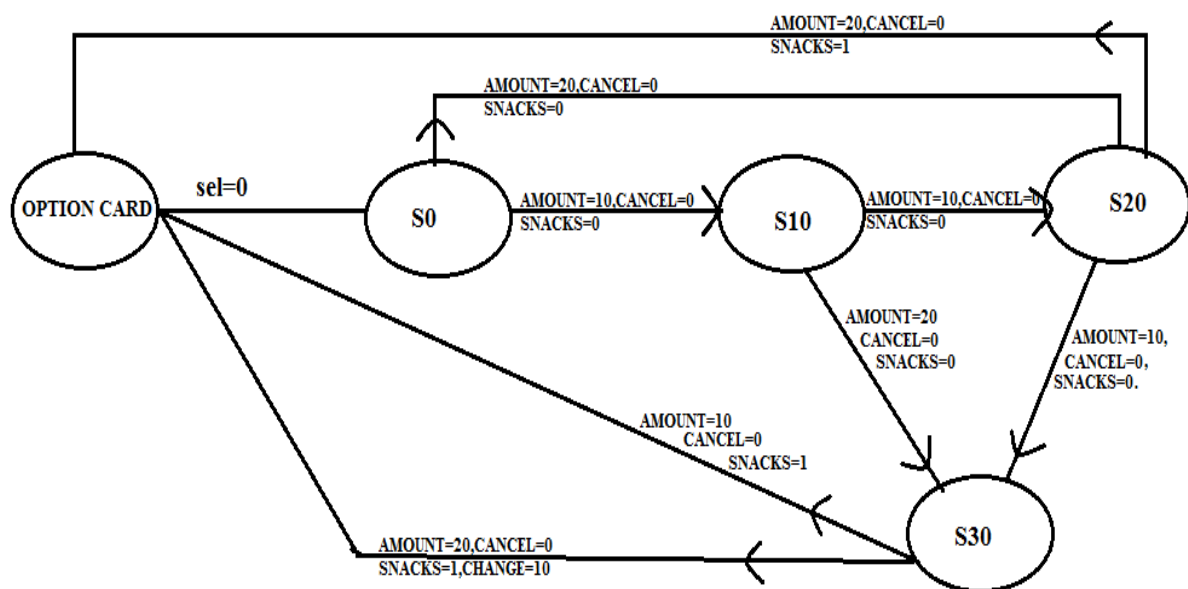 AMOUNT=20,CANCEL=0
SNACKS=1
AMOUNT=20,CANCEL=0
SNACKS=0
OPTION CARD
sel=0
S0
AMOUNT=10,CANCEL=0
SNACKS=0
S10
AMOUNT=10,CANCEL=0
SNACKS=0
S20
AMOUNT=20
CANCEL=0
SNACKS=0
AMOUNT=10,
CANCEL=0,
SNACKS=0.
AMOUNT=10
CANCEL=0
SNACKS=1
S30
AMOUNT=20,CANCEL=0
SNACKS=1,CHANGE=10